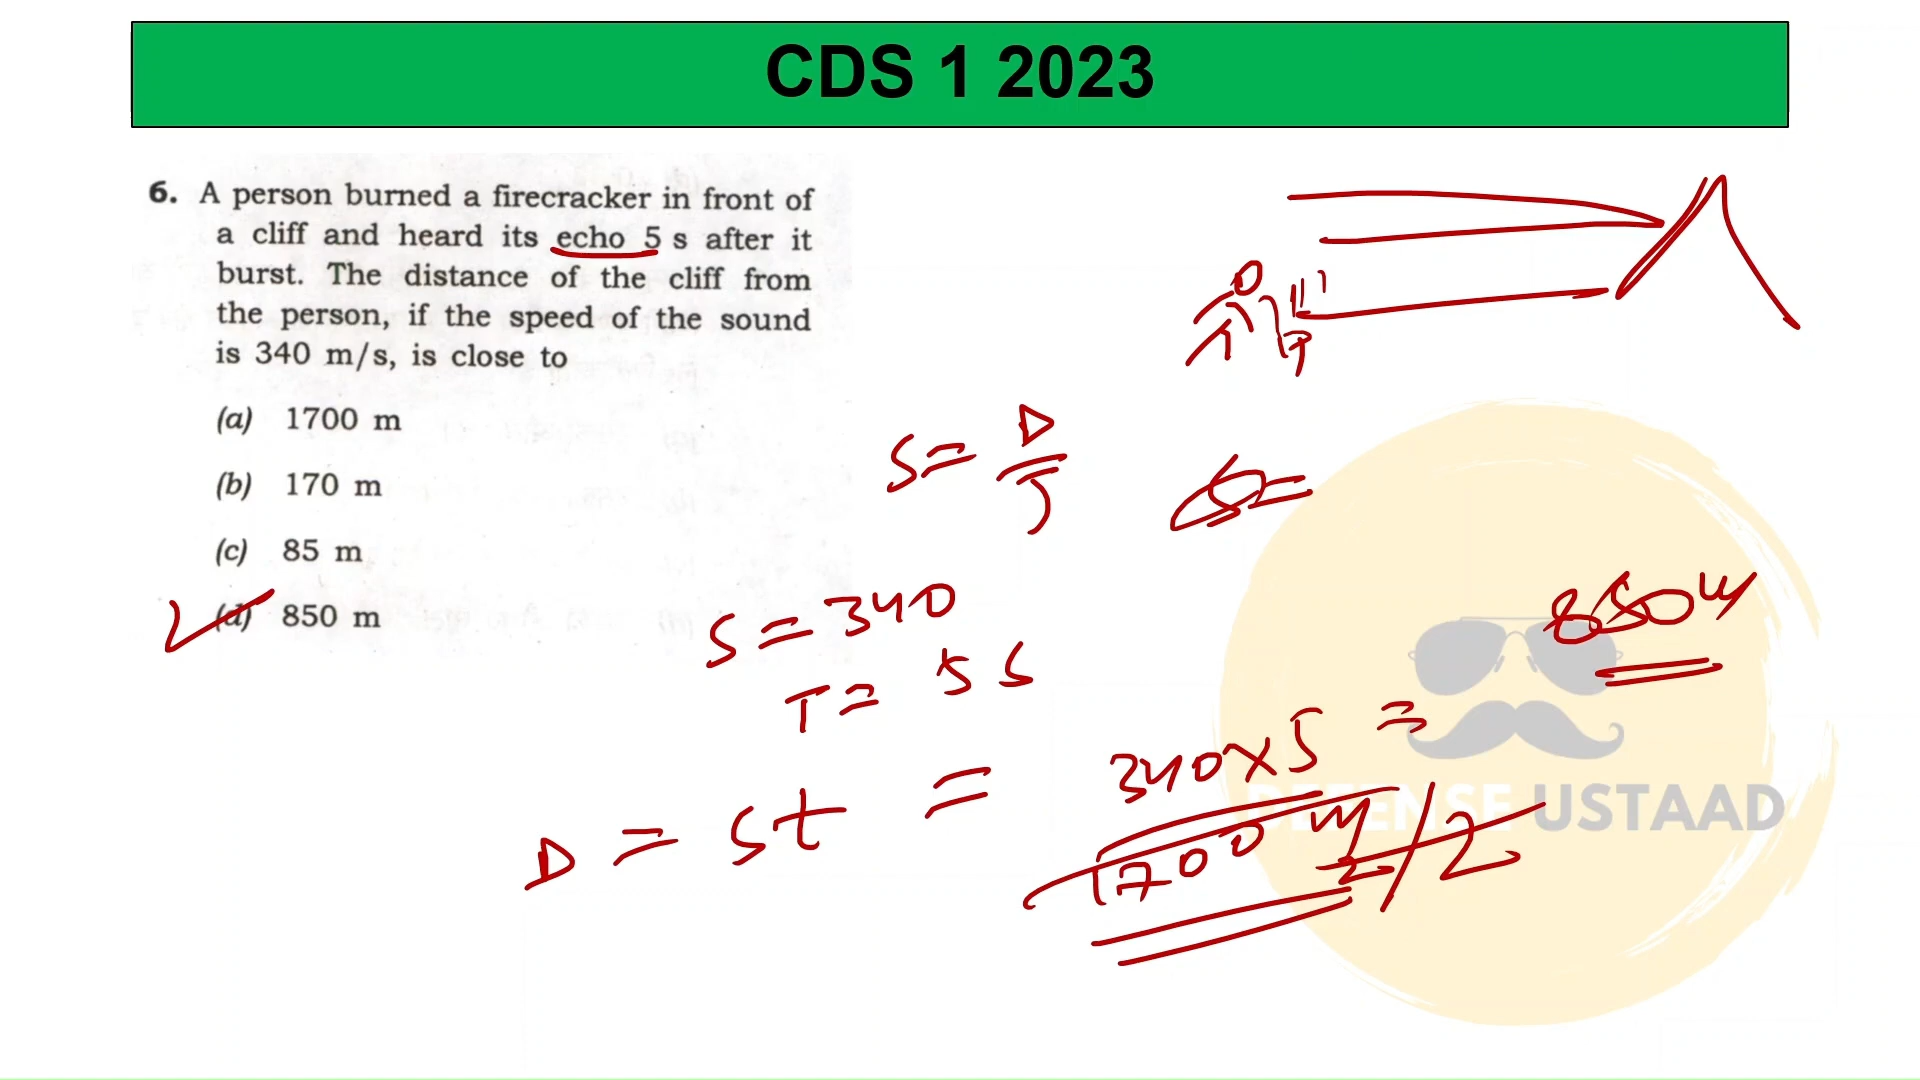 CDS 1 2023
6. A person burned a firecracker in front of
a cliff and heard its echo 5 s after it
burst. The distance of the cliff from
the person, if the speed of the sound
is 340 m/s, is close to
(a) 1700 m
(b) 170 m
(c) 85 m
(d) 850 m
S = D
S =
S = 340
T = 5 S
850 m
340 x 5 =
D = st =
1700 m / 2
DEFENSE USTAAD